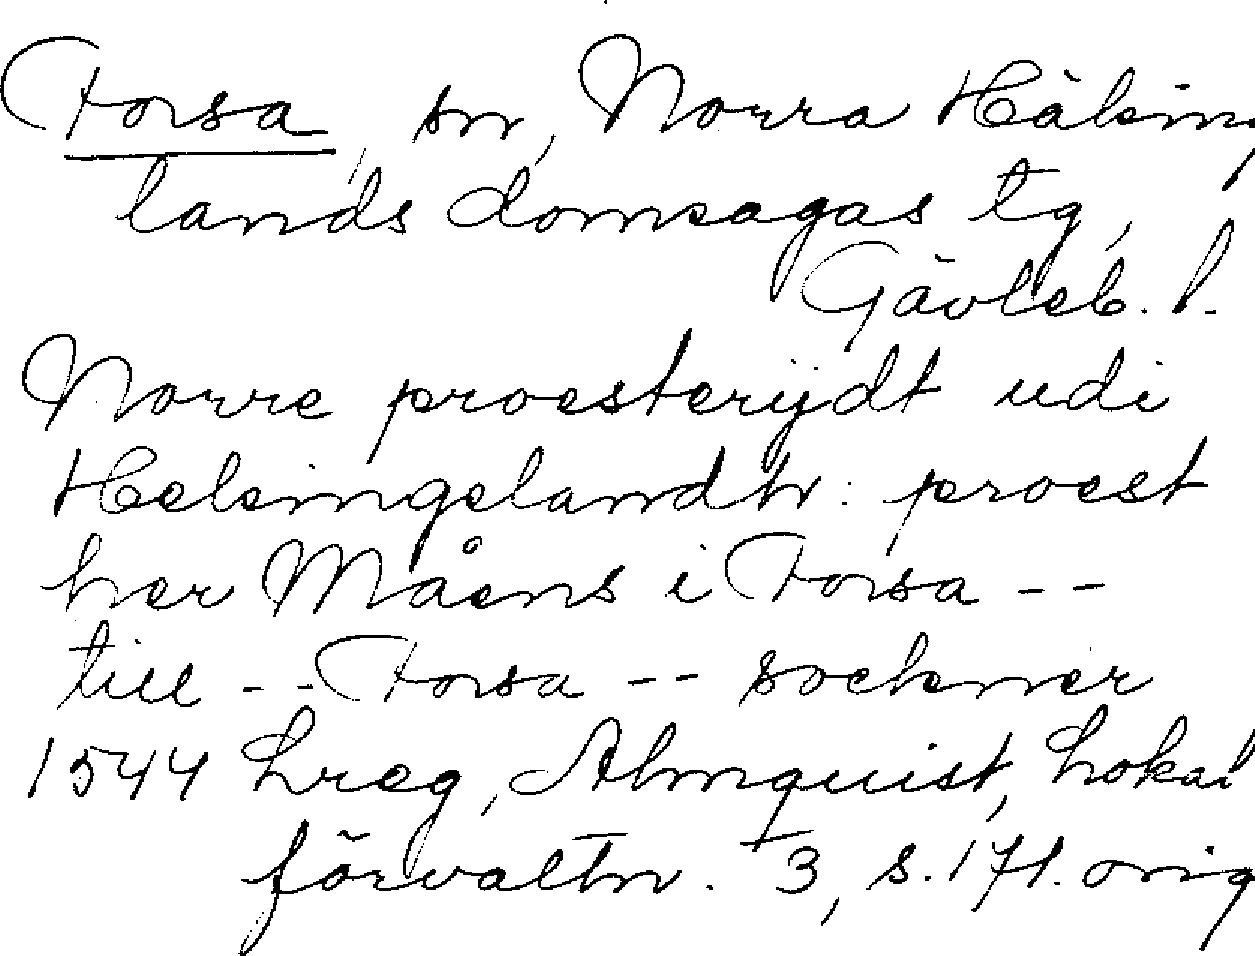 Forsa, sn, Norra Hälsing
lands domsagas tg,
Gävleb. l.
Norre proesterijdt udi
Helsingelandh: proest
her Måens i Forsa --
till -- Forsa -- sockner
1544 Lreg, Almquist, Lokal
förvaltn. 3, s. 171. orig